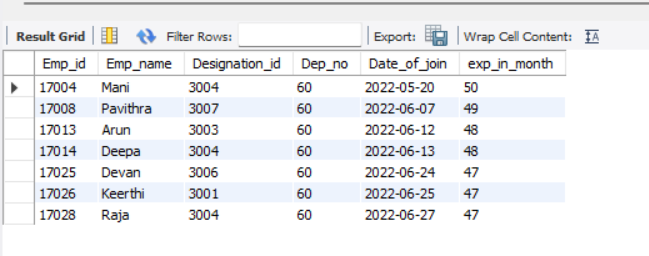 Result Grid Filter Rows: Export: Wrap Cell Content: IA
Emp_id Emp_name Designation_id Dep_no Date_of_join exp_in_month
17004 Mani 3004 60 2022-05-20 50
17008 Pavithra 3007 60 2022-06-07 49
17013 Arun 3003 60 2022-06-12 48
17014 Deepa 3004 60 2022-06-13 48
17025 Devan 3006 60 2022-06-24 47
17026 Keerthi 3001 60 2022-06-25 47
17028 Raja 3004 60 2022-06-27 47